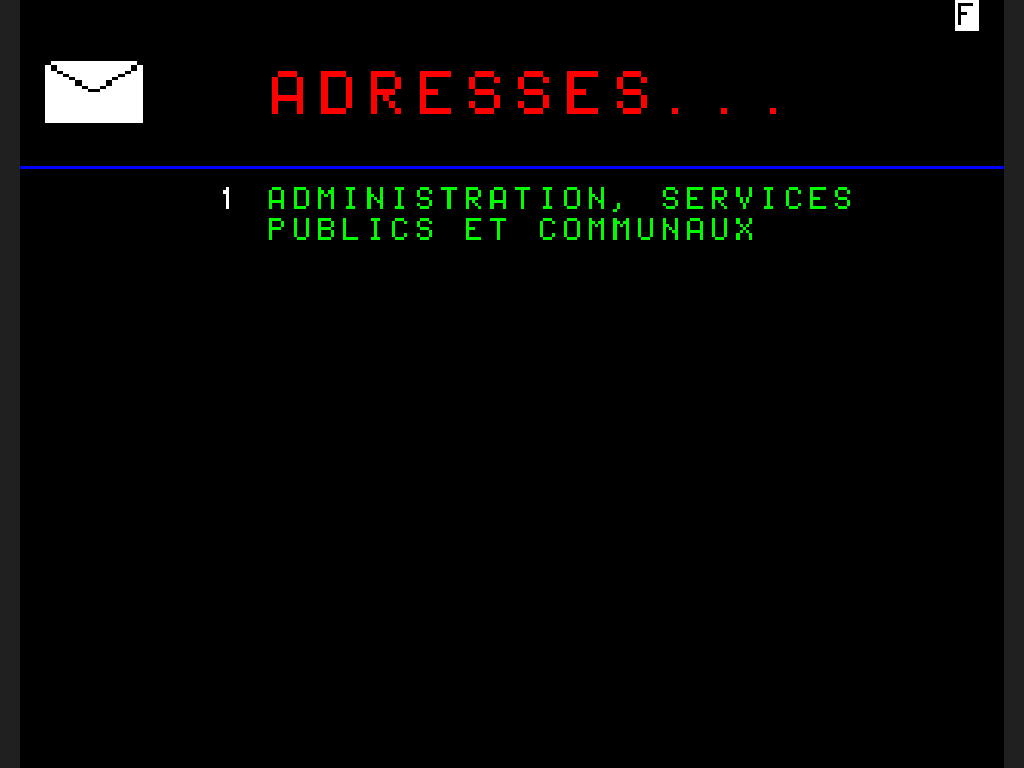 F
ADRESSES...
1 ADMINISTRATION, SERVICES
PUBLICS ET COMMUNAUX